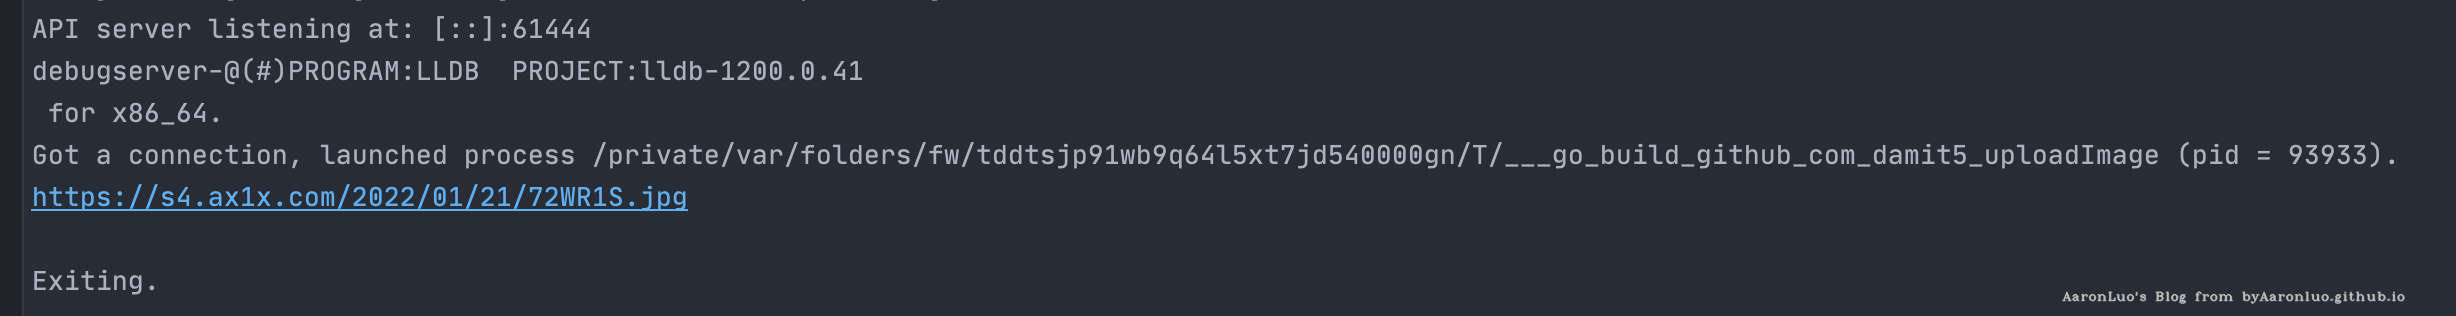 API server listening at: [::]:61444
debugserver-@(#)PROGRAM:LLDB  PROJECT:lldb-1200.0.41
 for x86_64.
Got a connection, launched process /private/var/folders/fw/tddtsjp91wb9q64l5xt7jd540000gn/T/___go_build_github_com_damit5_uploadImage (pid = 93933).
https://s4.ax1x.com/2022/01/21/72WR1S.jpg
Exiting.
AaronLuo's Blog from byAaronluo.github.io